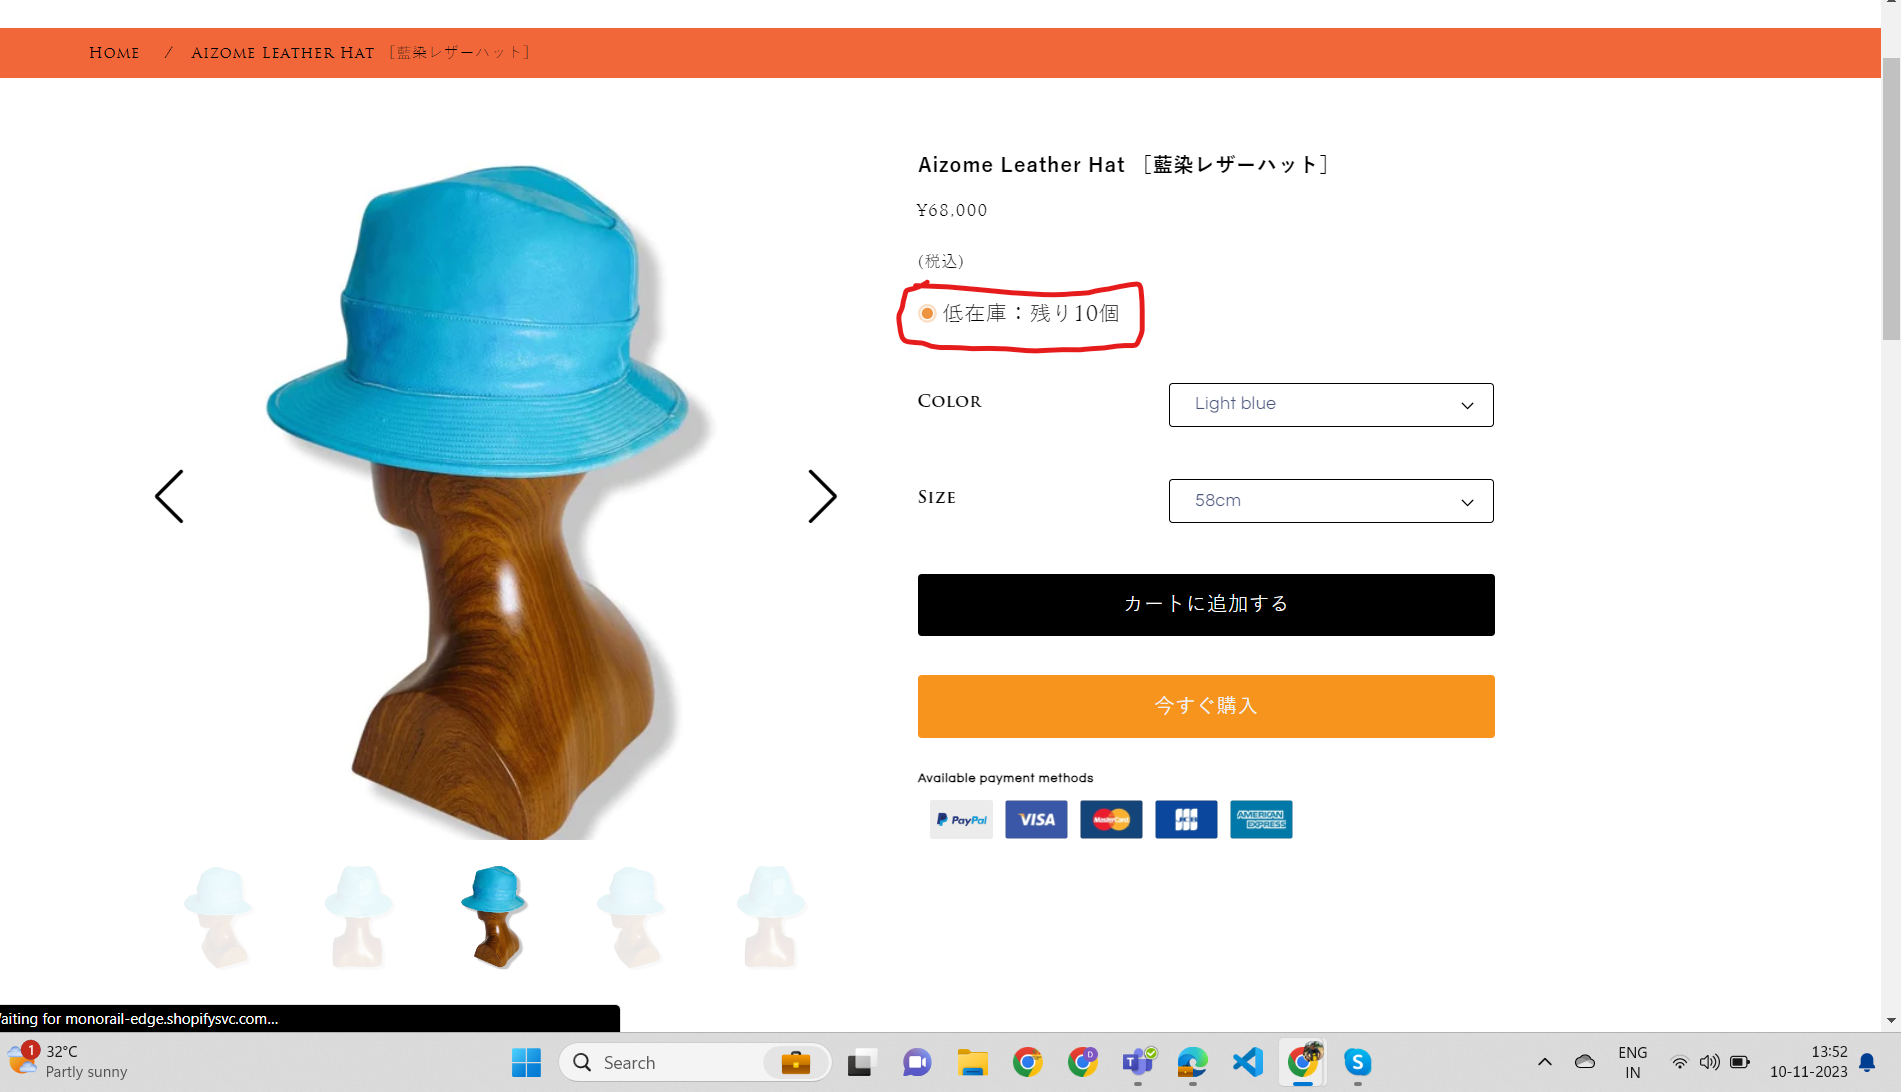 HOME / AIZOME LEATHER HAT ［藍染レザーハット］
Aizome Leather Hat ［藍染レザーハット］
¥68,000
(税込)
低在庫：残り10個
COLOR
Light blue
SIZE
58cm
カートに追加する
今すぐ購入
Available payment methods
PayPal VISA MasterCard JCB AMERICAN EXPRESS
aiting for monorail-edge.shopifysvc.com...
1
32°C
Partly sunny
Search
D
ENG
IN
13:52
10-11-2023